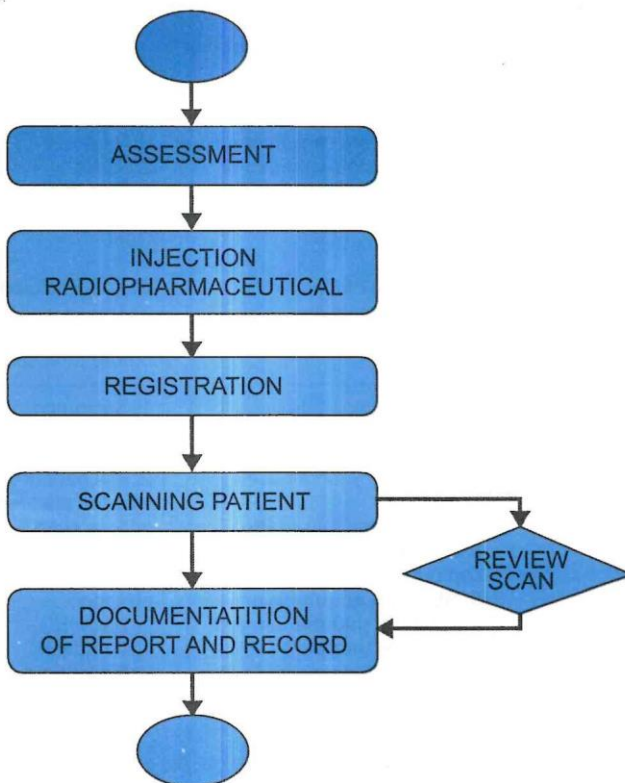 ASSESSMENT
INJECTION
RADIOPHARMACEUTICAL
REGISTRATION
SCANNING PATIENT
REVIEW
SCAN
DOCUMENTATITION
OF REPORT AND RECORD